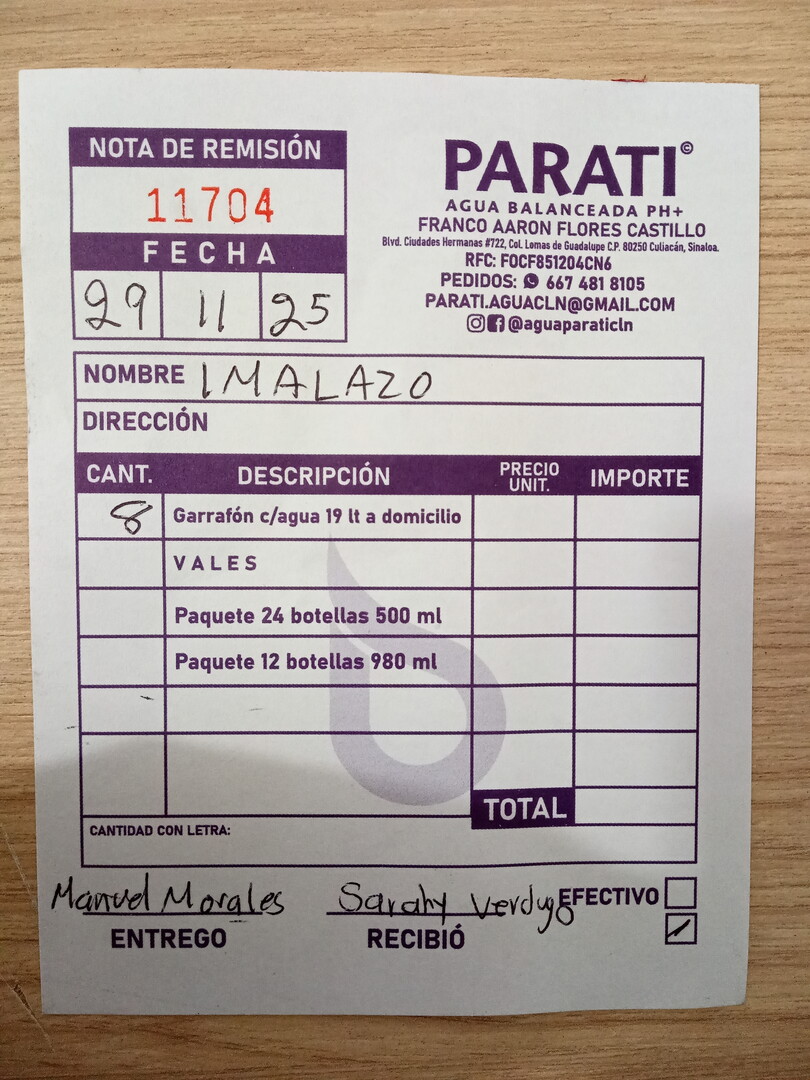 NOTA DE REMISIÓN
11704
FECHA
29 11 25
PARATI©
AGUA BALANCEADA PH+
FRANCO AARON FLORES CASTILLO
Blvd. Ciudades Hermanas #722, Col. Lomas de Guadalupe C.P. 80250 Culiacán, Sinaloa.
RFC: FOCF851204CN6
PEDIDOS: 667 481 8105
PARATI.AGUACLN@GMAIL.COM
@aguaparaticln
NOMBRE IMALAZO
DIRECCIÓN
CANT. DESCRIPCIÓN PRECIO UNIT. IMPORTE
8 Garrafón c/agua 19 lt a domicilio
VALES
Paquete 24 botellas 500 ml
Paquete 12 botellas 980 ml
TOTAL
CANTIDAD CON LETRA:
Manuel Morales Sarahy Verdugo EFECTIVO
ENTREGO RECIBIÓ